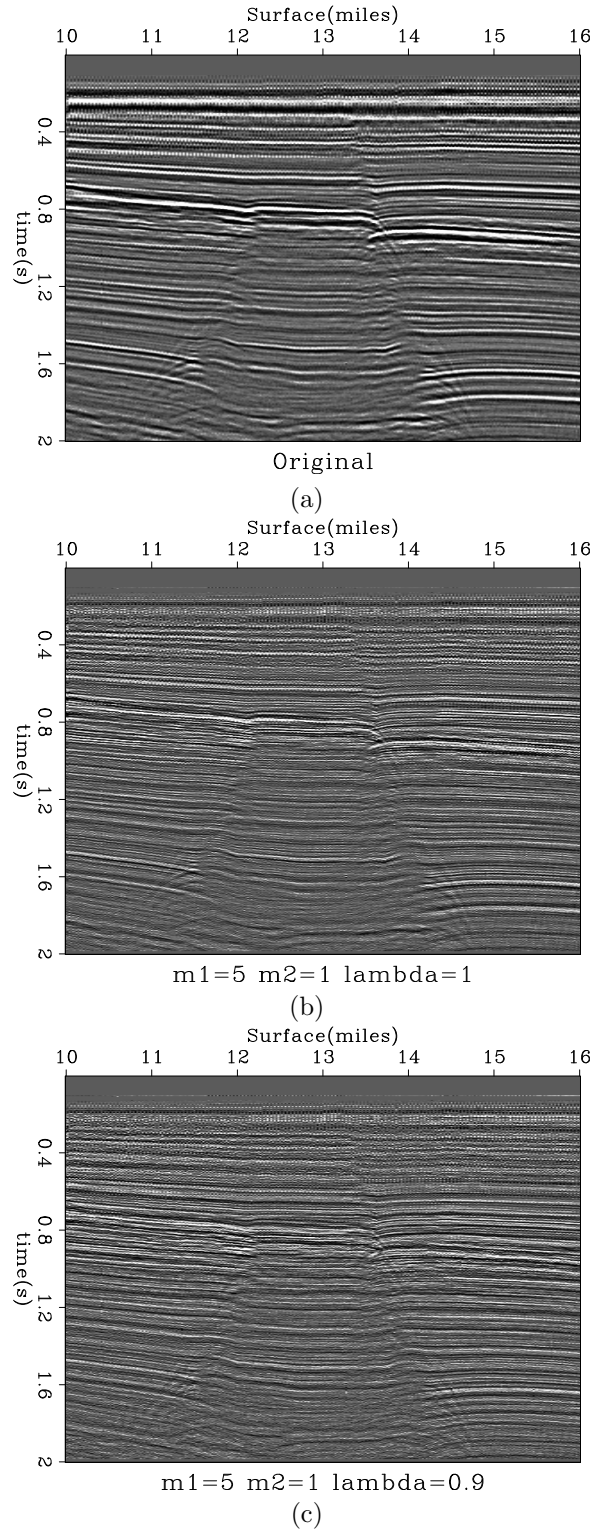 Surface(miles)
10 11 12 13 14 15 16
0.4
0.8
1.2
1.6
2
time(s)
Original
(a)
Surface(miles)
10 11 12 13 14 15 16
0.4
0.8
1.2
1.6
2
time(s)
m1=5 m2=1 lambda=1
(b)
Surface(miles)
10 11 12 13 14 15 16
0.4
0.8
1.2
1.6
2
time(s)
m1=5 m2=1 lambda=0.9
(c)